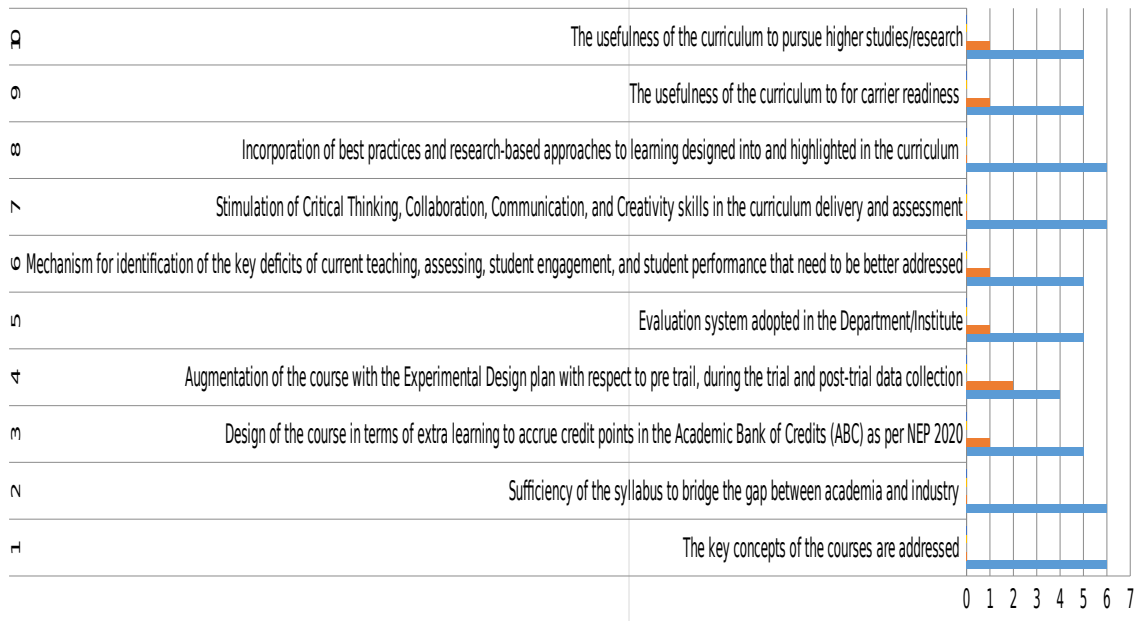 10 The usefulness of the curriculum to pursue higher studies/research
9 The usefulness of the curriculum to for carrier readiness
8 Incorporation of best practices and research-based approaches to learning designed into and highlighted in the curriculum
7 Stimulation of Critical Thinking, Collaboration, Communication, and Creativity skills in the curriculum delivery and assessment
6 Mechanism for identification of the key deficits of current teaching, assessing, student engagement, and student performance that need to be better addressed
5 Evaluation system adopted in the Department/Institute
4 Augmentation of the course with the Experimental Design plan with respect to pre trail, during the trial and post-trial data collection
3 Design of the course in terms of extra learning to accrue credit points in the Academic Bank of Credits (ABC) as per NEP 2020
2 Sufficiency of the syllabus to bridge the gap between academia and industry
1 The key concepts of the courses are addressed
0 1 2 3 4 5 6 7